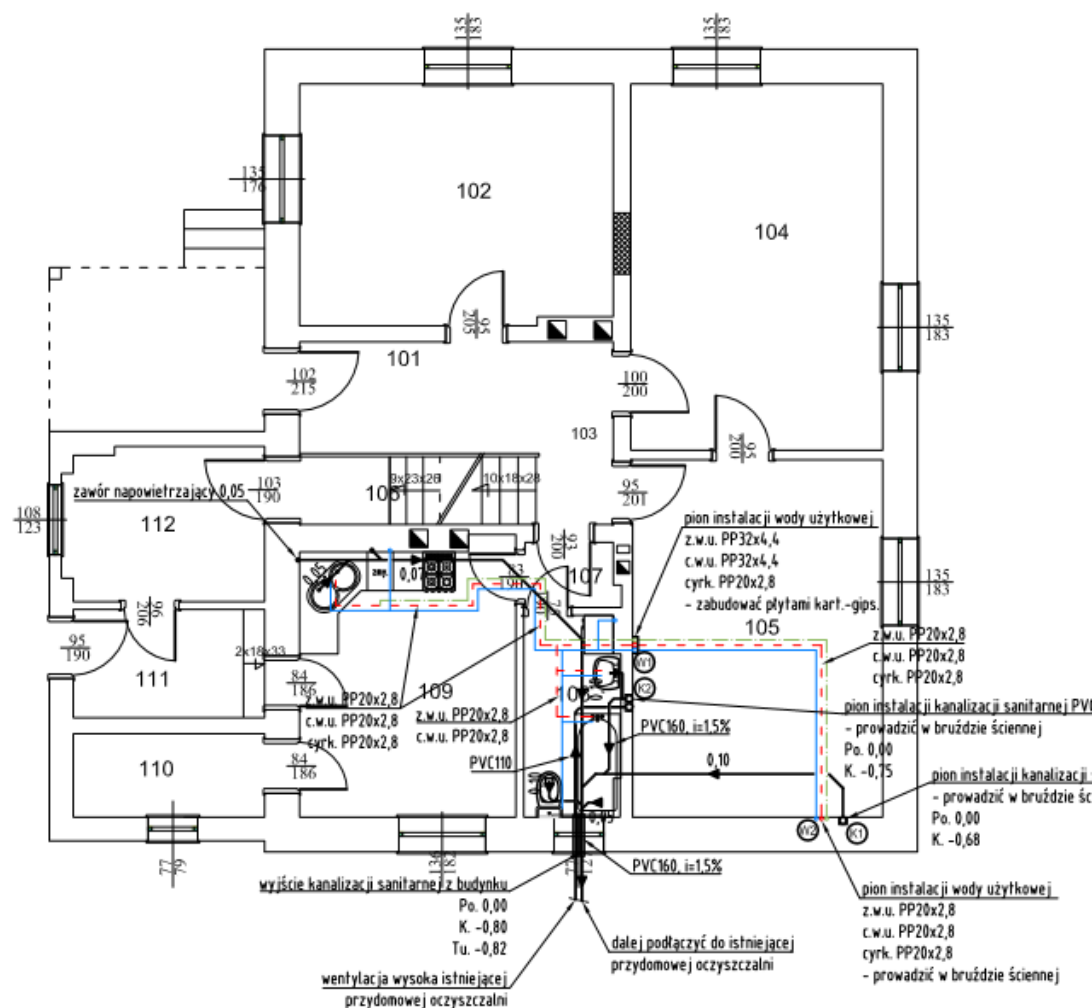 135
183
135
183
135
176
102
104
101
102
215
100
200
95
205
135
183
103
95
200
9x23x26
10x18x28
zawór napowietrzający 0,05
103
190
95
201
108
123
112
pion instalacji wody użytkowej
z.w.u. PP32x4,4
c.w.u. PP32x4,4
cyrk. PP20x2,8
- zabudować płytami kart.-gips.
93
200
107
0,05
zmy.
135
183
96
206
105
95
190
2x18x33
z.w.u. PP20x2,8
c.w.u. PP20x2,8
cyrk. PP20x2,8
111
84
186
109
z.w.u. PP20x2,8
c.w.u. PP20x2,8
cyrk. PP20x2,8
z.w.u. PP20x2,8
c.w.u. PP20x2,8
W1
K2
pion instalacji kanalizacji sanitarnej PVC
- prowadzić w bruździe ściennej
Po. 0,00
K. -0,75
PVC160, i=1,5%
PVC110
0,10
110
84
186
pion instalacji kanalizacji
- prowadzić w bruździe
Po. 0,00
K. -0,68
W2
K1
77
79
136
182
PVC160, i=1,5%
wyjście kanalizacji sanitarnej z budynku
Po. 0,00
K. -0,80
Tu. -0,82
pion instalacji wody użytkowej
z.w.u. PP20x2,8
c.w.u. PP20x2,8
cyrk. PP20x2,8
- prowadzić w bruździe ściennej
dalej podłączyć do istniejącej
przydomowej oczyszczalni
wentylacja wysoka istniejącej
przydomowej oczyszczalni